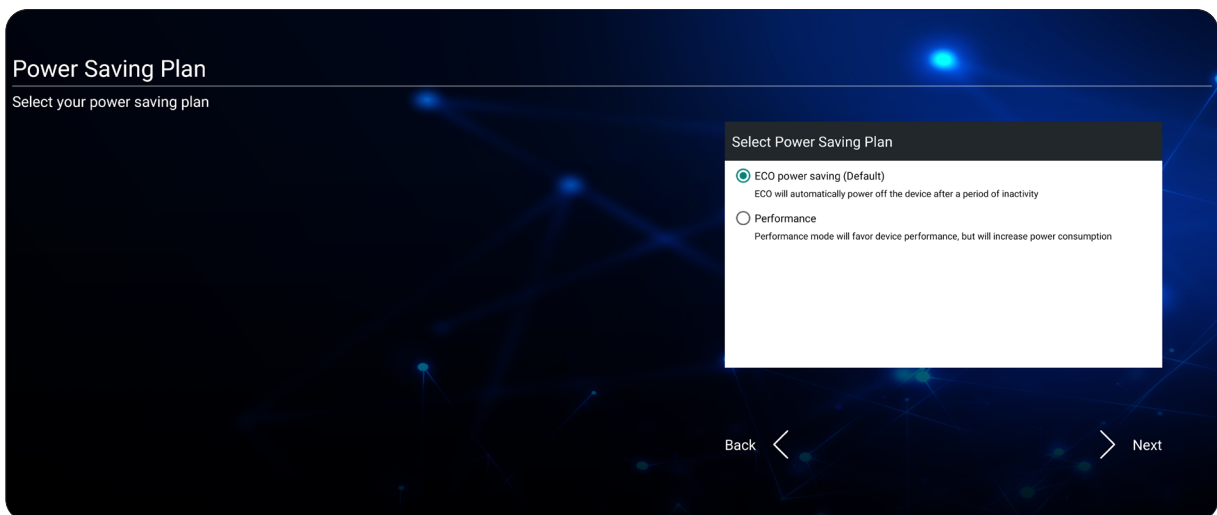 Power Saving Plan
Select your power saving plan
Select Power Saving Plan
ECO power saving (Default)
ECO will automatically power off the device after a period of inactivity
Performance
Performance mode will favor device performance, but will increase power consumption
Back
Next